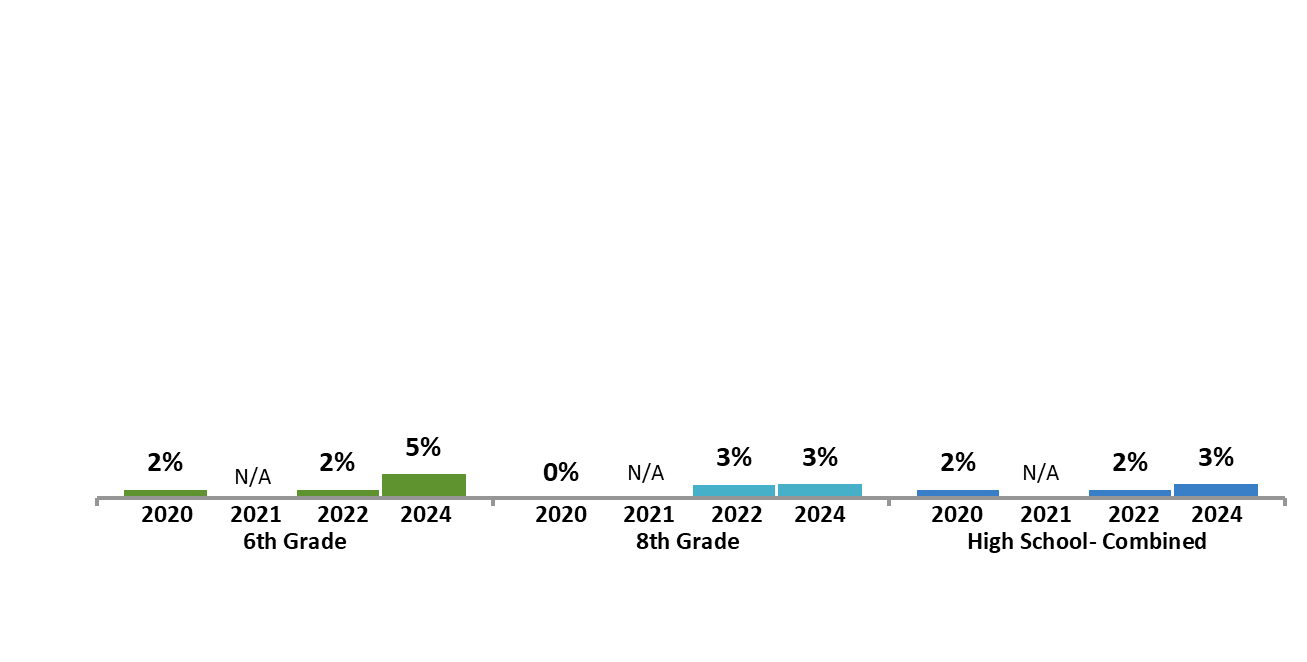 5%
2% 2% 3% 3% 2% 2% 3%
N/A 0% N/A N/A
2020 2021 2022 2024 2020 2021 2022 2024 2020 2021 2022 2024
6th Grade 8th Grade High School- Combined